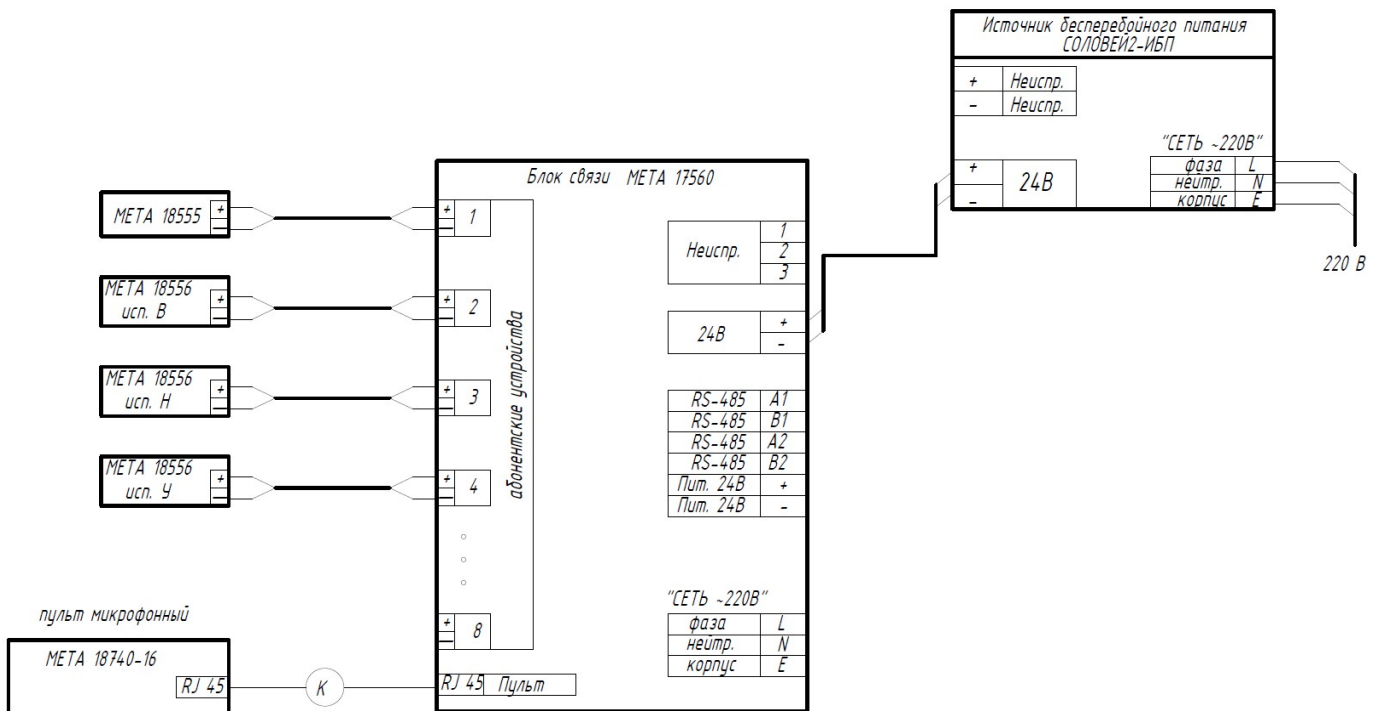 Источник бесперебойного питания
СОЛОВЕЙ2-ИБП
+ Неиспр.
- Неиспр.
"СЕТЬ ~220В"
+
-
24В
фаза L
нейтр. N
корпус E
220 В
Блок связи МЕТА 17560
МЕТА 18555 + -
+ - 1
МЕТА 18556
исп. В
+ -
+ - 2
МЕТА 18556
исп. Н
+ -
+ - 3
МЕТА 18556
исп. У
+ -
+ - 4
+ - 8
абонентские устройства
Неиспр.
1
2
3
24В
+
-
RS-485 A1
RS-485 B1
RS-485 A2
RS-485 B2
Пит. 24В +
Пит. 24В -
"СЕТЬ ~220В"
фаза L
нейтр. N
корпус E
пульт микрофонный
МЕТА 18740-16
RJ 45
К
RJ 45 Пульт